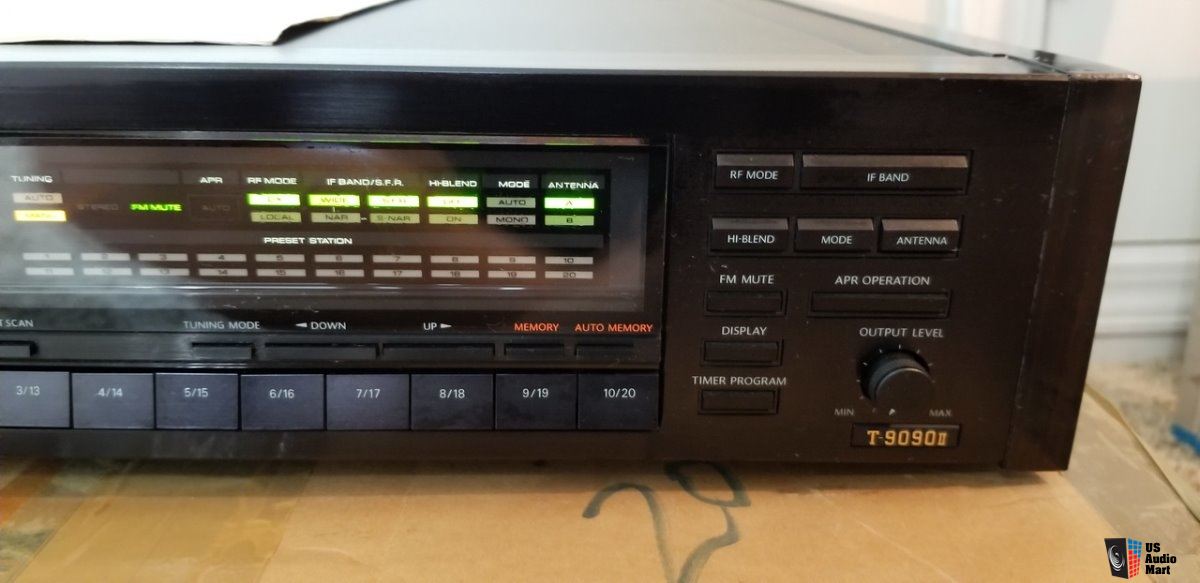 TUNING APR RF MODE IF BAND/S.F.R. HI-BLEND MODE ANTENNA
AUTO STEREO FM MUTE AUTO DX WIDE S.F.R. OFF AUTO A
MANU LOCAL NAR S-NAR ON MONO B
PRESET STATION
1 2 3 4 5 6 7 8 9 10
11 12 13 14 15 16 17 18 19 20
T SCAN TUNING MODE ◄DOWN UP► MEMORY AUTO MEMORY
3/13 4/14 5/15 6/16 7/17 8/18 9/19 10/20
RF MODE IF BAND
HI-BLEND MODE ANTENNA
FM MUTE APR OPERATION
DISPLAY OUTPUT LEVEL
TIMER PROGRAM
MIN MAX
T-9090II
US
Audio
Mart